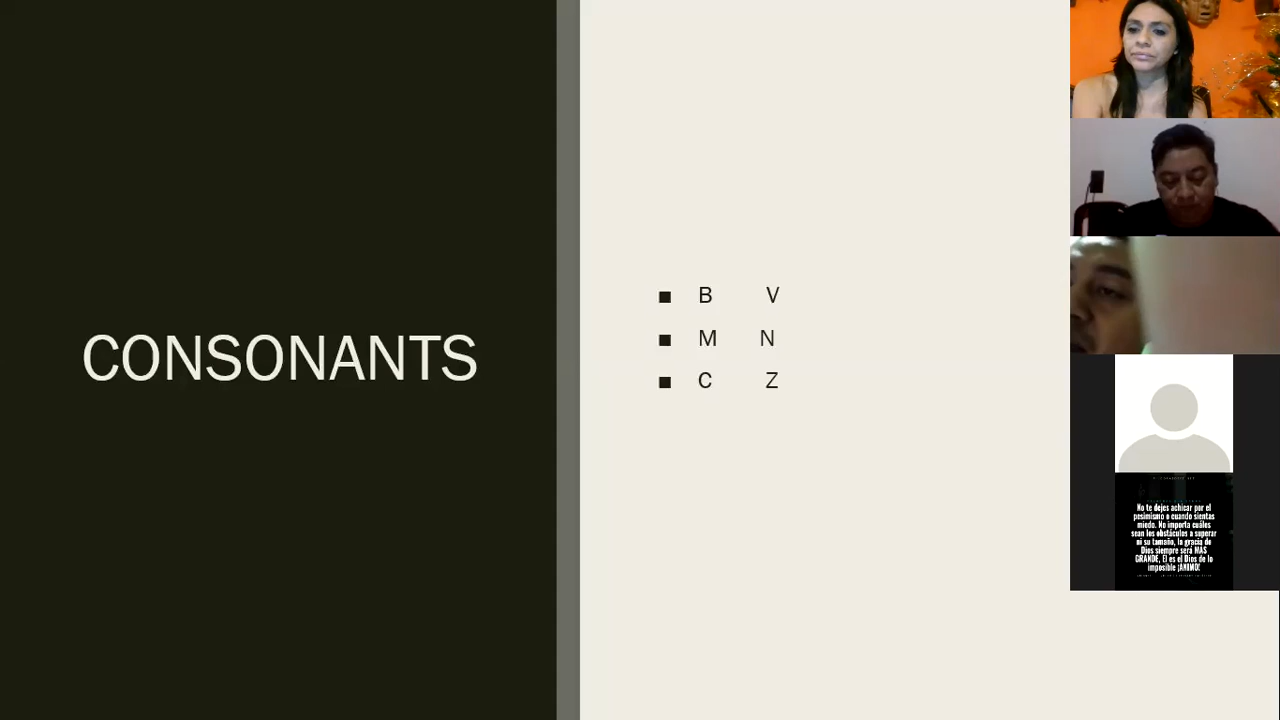 CONSONANTS
B V
M N
C Z
No te dejes achicar por el
pesimismo o cuando sientas
miedo. No importa cuáles
sean los obstáculos a superar
ni su tamaño, la gracia de
Dios siempre será MAS
GRANDE, El es el Dios de lo
imposible ¡ANIMO!